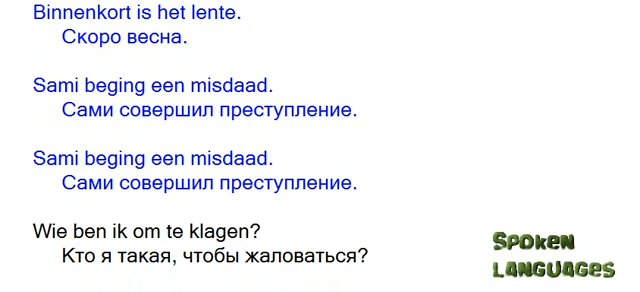 Binnenkort is het lente.
Скоро весна.
Sami beging een misdaad.
Сами совершил преступление.
Sami beging een misdaad.
Сами совершил преступление.
Wie ben ik om te klagen?
Кто я такая, чтобы жаловаться?
SPOKEN
LANGUAGES